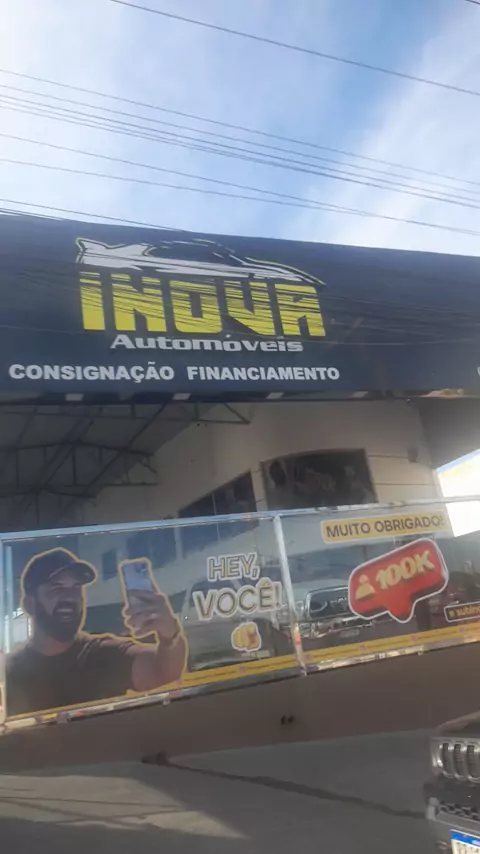 INOVA
Automóveis
CONSIGNAÇÃO FINANCIAMENTO
MUITO OBRIGADO!
HEY,
VOCÊ!
100K